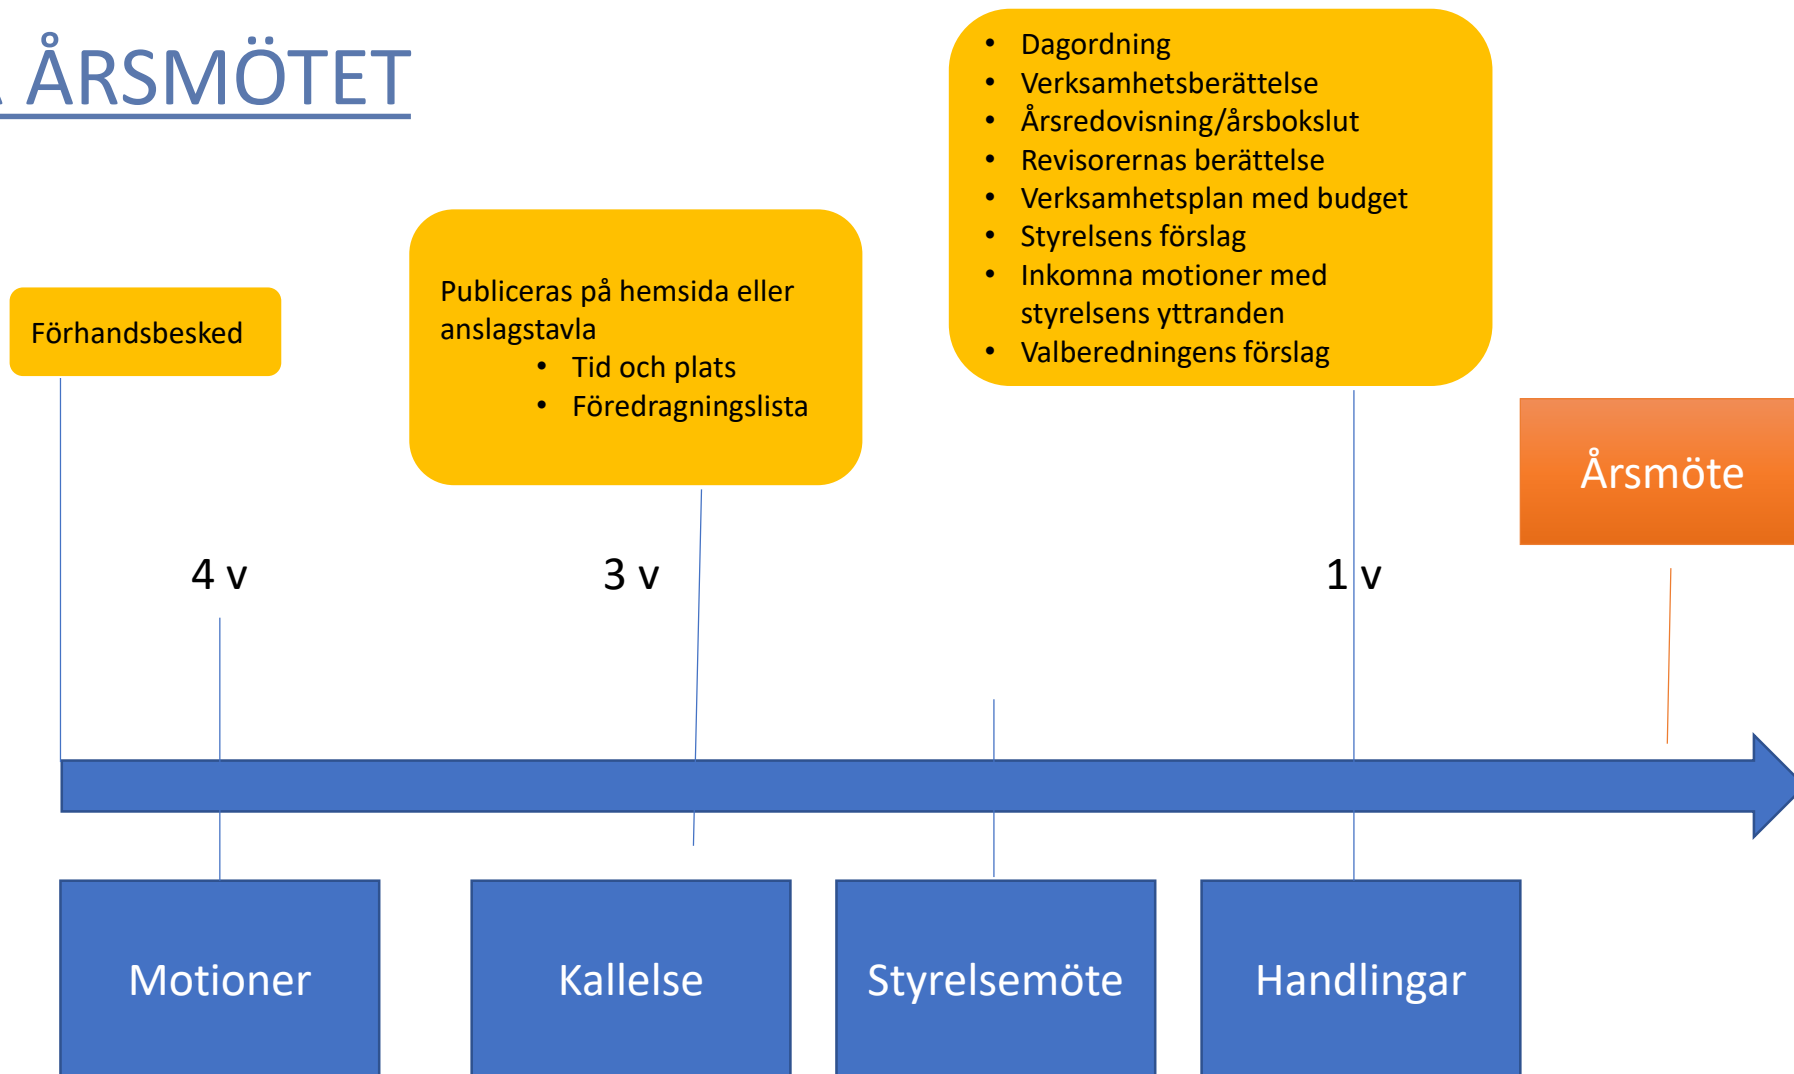 ÅRSMÖTET
Förhandsbesked
Publiceras på hemsida eller
anslagstavla
• Tid och plats
• Föredragningslista
• Dagordning
• Verksamhetsberättelse
• Årsredovisning/årsbokslut
• Revisorernas berättelse
• Verksamhetsplan med budget
• Styrelsens förslag
• Inkomna motioner med
styrelsens yttranden
• Valberedningens förslag
Årsmöte
4 v
3 v
1 v
Motioner
Kallelse
Styrelsemöte
Handlingar